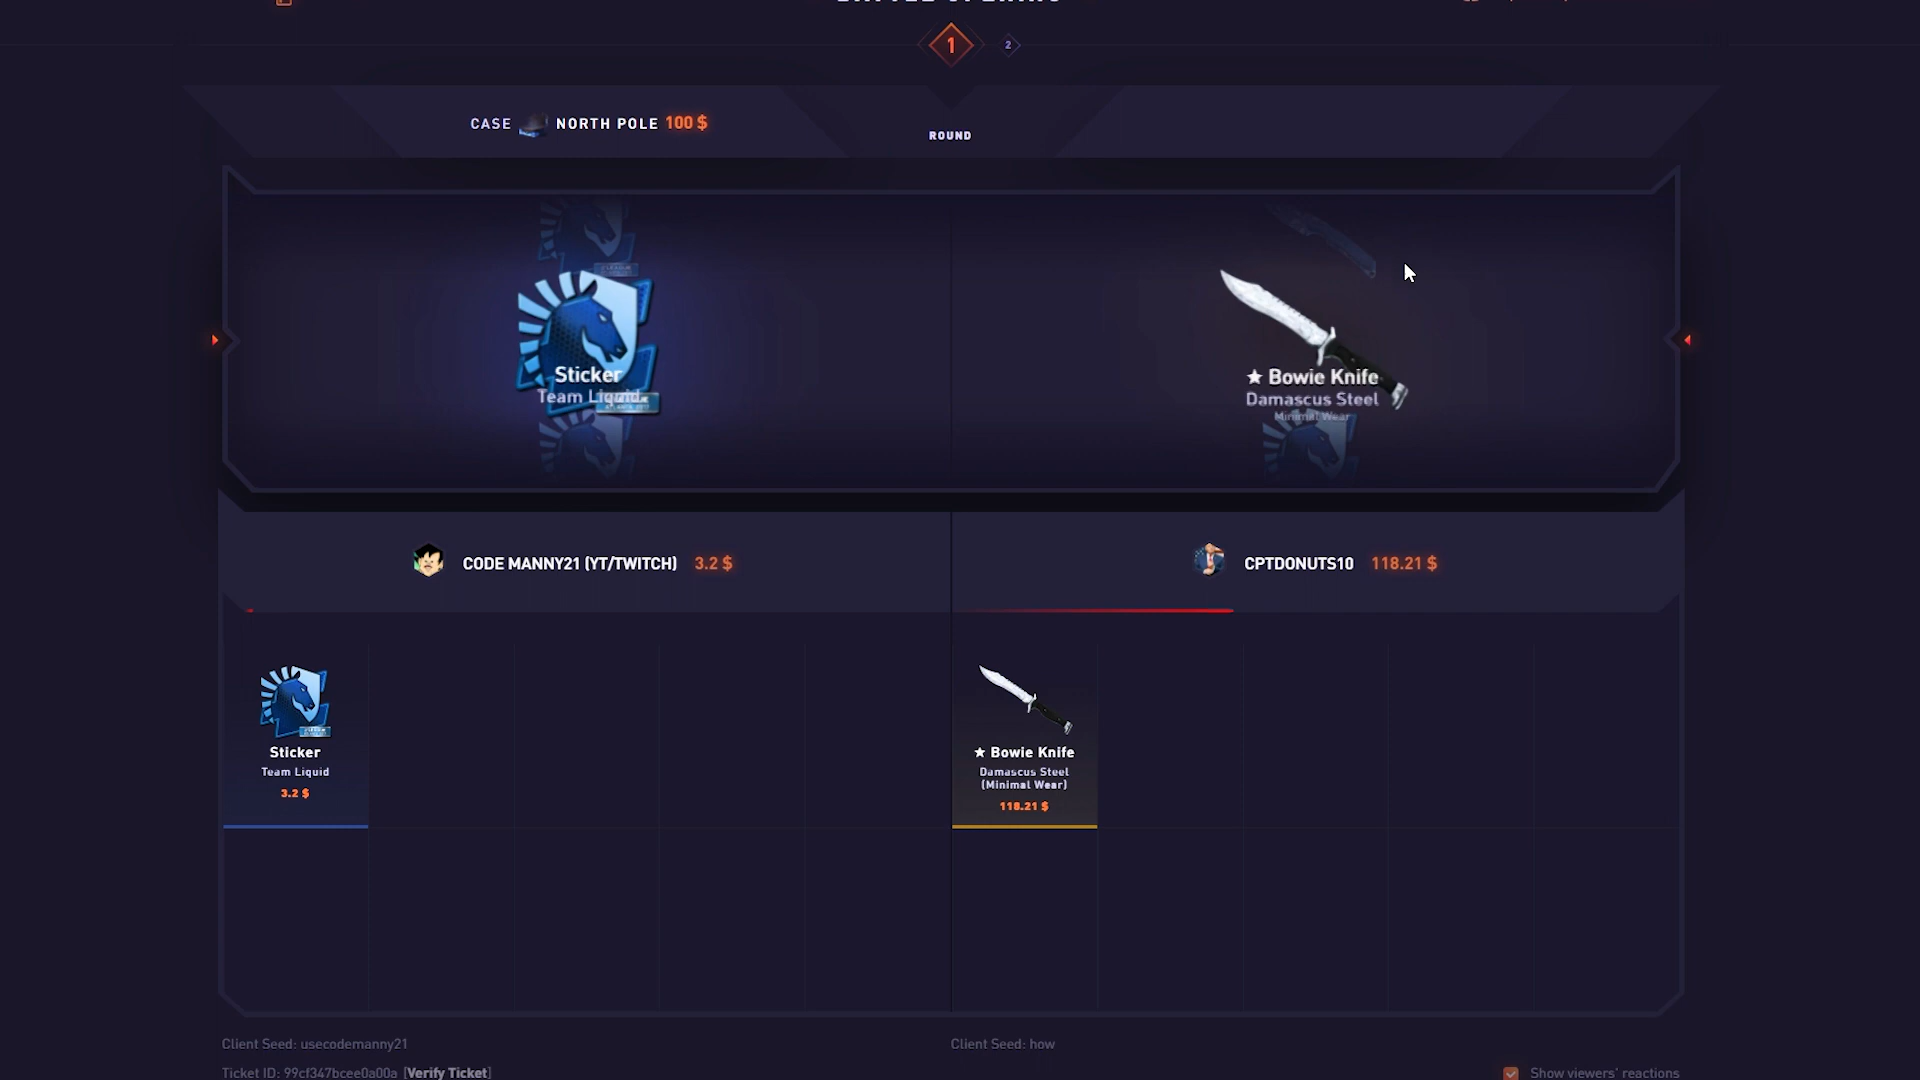 1
2
CASE NORTH POLE 100 $
ROUND
Sticker
Team Liquid
★ Bowie Knife
Damascus Steel
Minimal Wear
CODE MANNY21 (YT/TWITCH) 3.2 $
CPTDONUTS10 118.21 $
Sticker
Team Liquid
3.2 $
★ Bowie Knife
Damascus Steel
(Minimal Wear)
118.21 $
Client Seed: usecodemanny21
Client Seed: how
Ticket ID: 99cf347bcee0a00a [Verify Ticket]
Show viewers' reactions